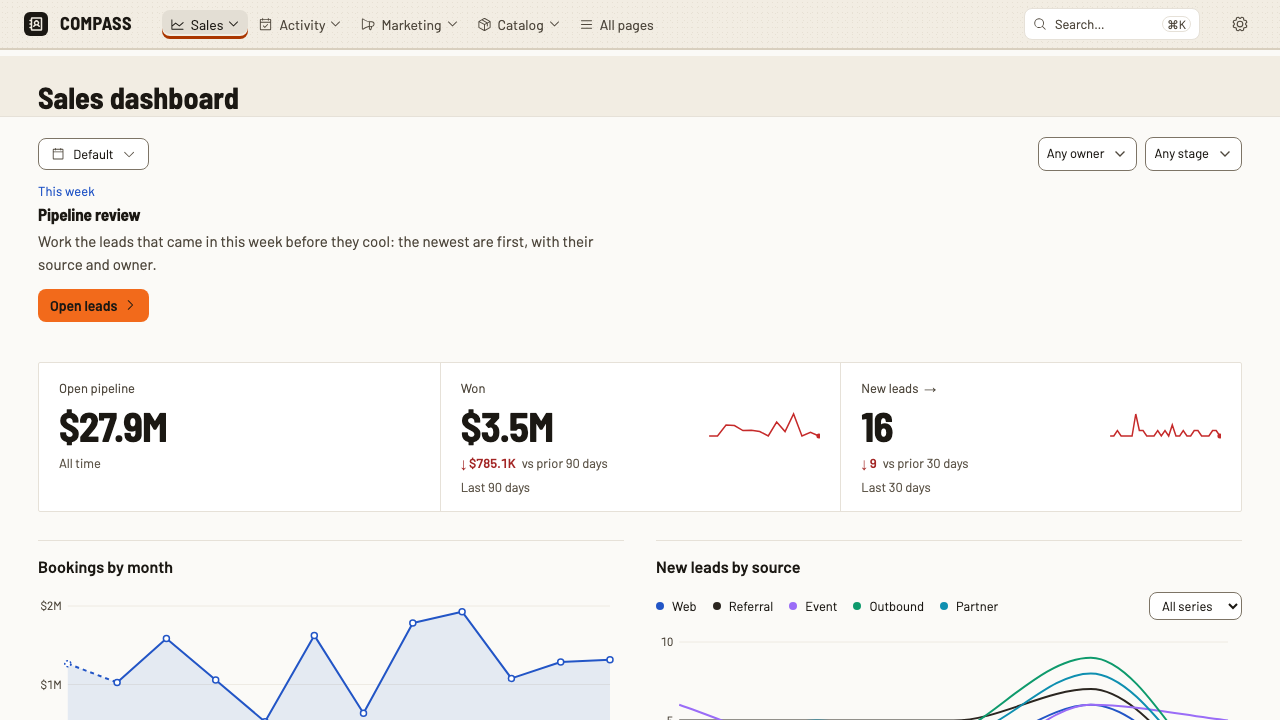 COMPASS
Sales
Activity
Marketing
Catalog
All pages
Search...
⌘K
Sales dashboard
Default
Any owner
Any stage
This week
Pipeline review
Work the leads that came in this week before they cool: the newest are first, with their
source and owner.
Open leads
Open pipeline
$27.9M
All time
Won
$3.5M
↓ $785.1K vs prior 90 days
Last 90 days
New leads →
16
↓ 9 vs prior 30 days
Last 30 days
Bookings by month
$2M
$1M
New leads by source
Web
Referral
Event
Outbound
Partner
All series
10
5